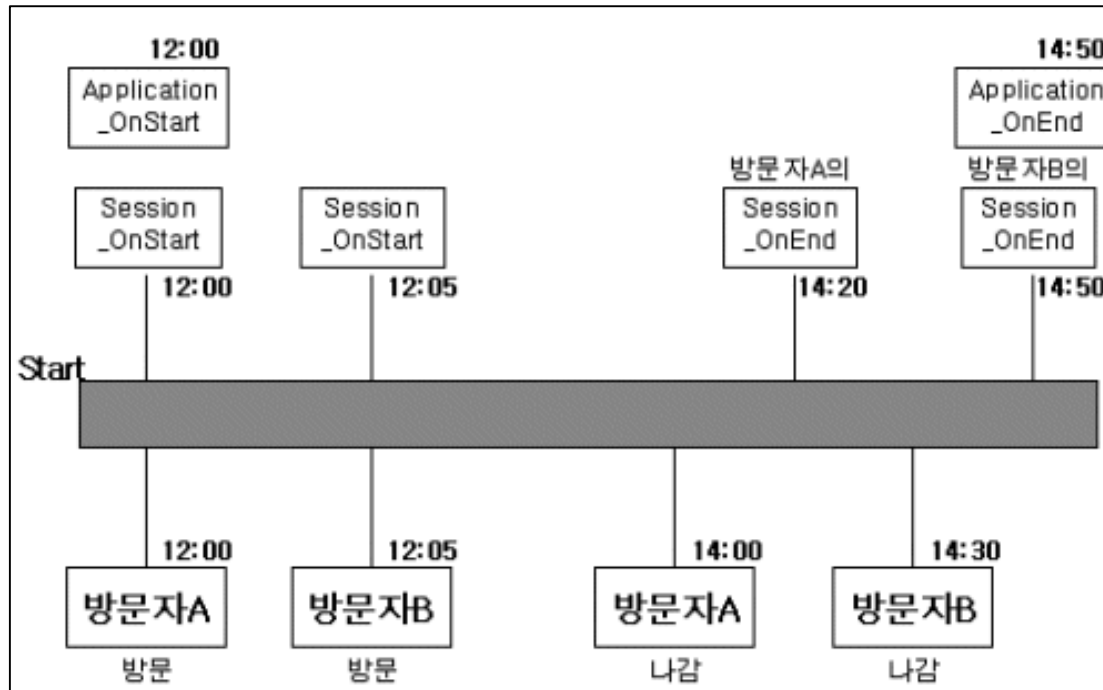 12:00
14:50
Application
_OnStart
Application
_OnEnd
방문자A의
방문자B의
Session
_OnStart
Session
_OnStart
Session
_OnEnd
Session
_OnEnd
12:00
12:05
14:20
14:50
Start
12:00
12:05
14:00
14:30
방문자A
방문자B
방문자A
방문자B
방문
방문
나감
나감